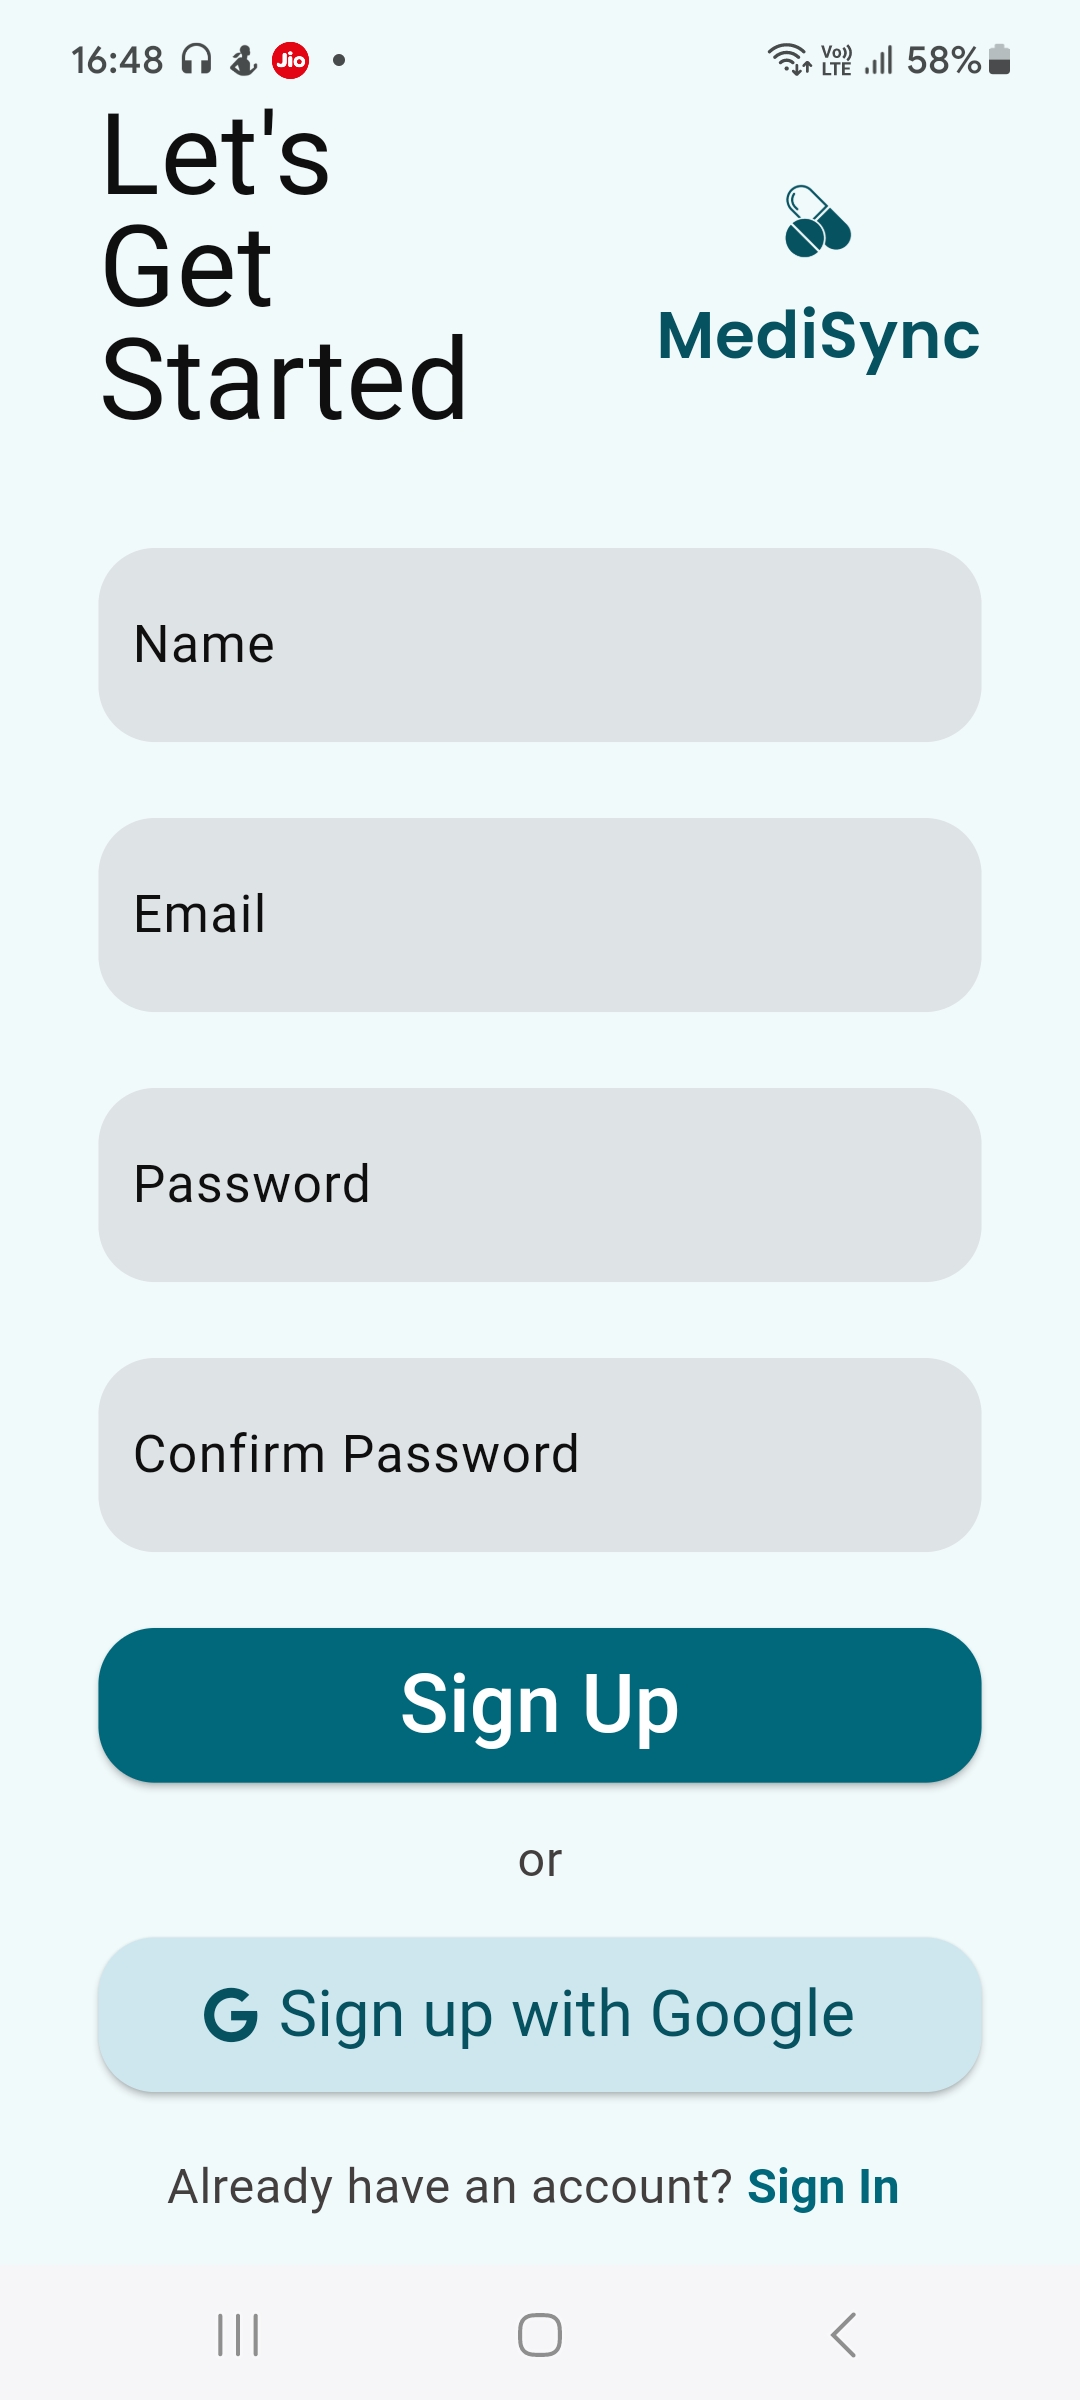 16:48 Jio Vo)) LTE 58%
Let's
Get
Started
MediSync
Name
Email
Password
Confirm Password
Sign Up
or
G Sign up with Google
Already have an account? Sign In